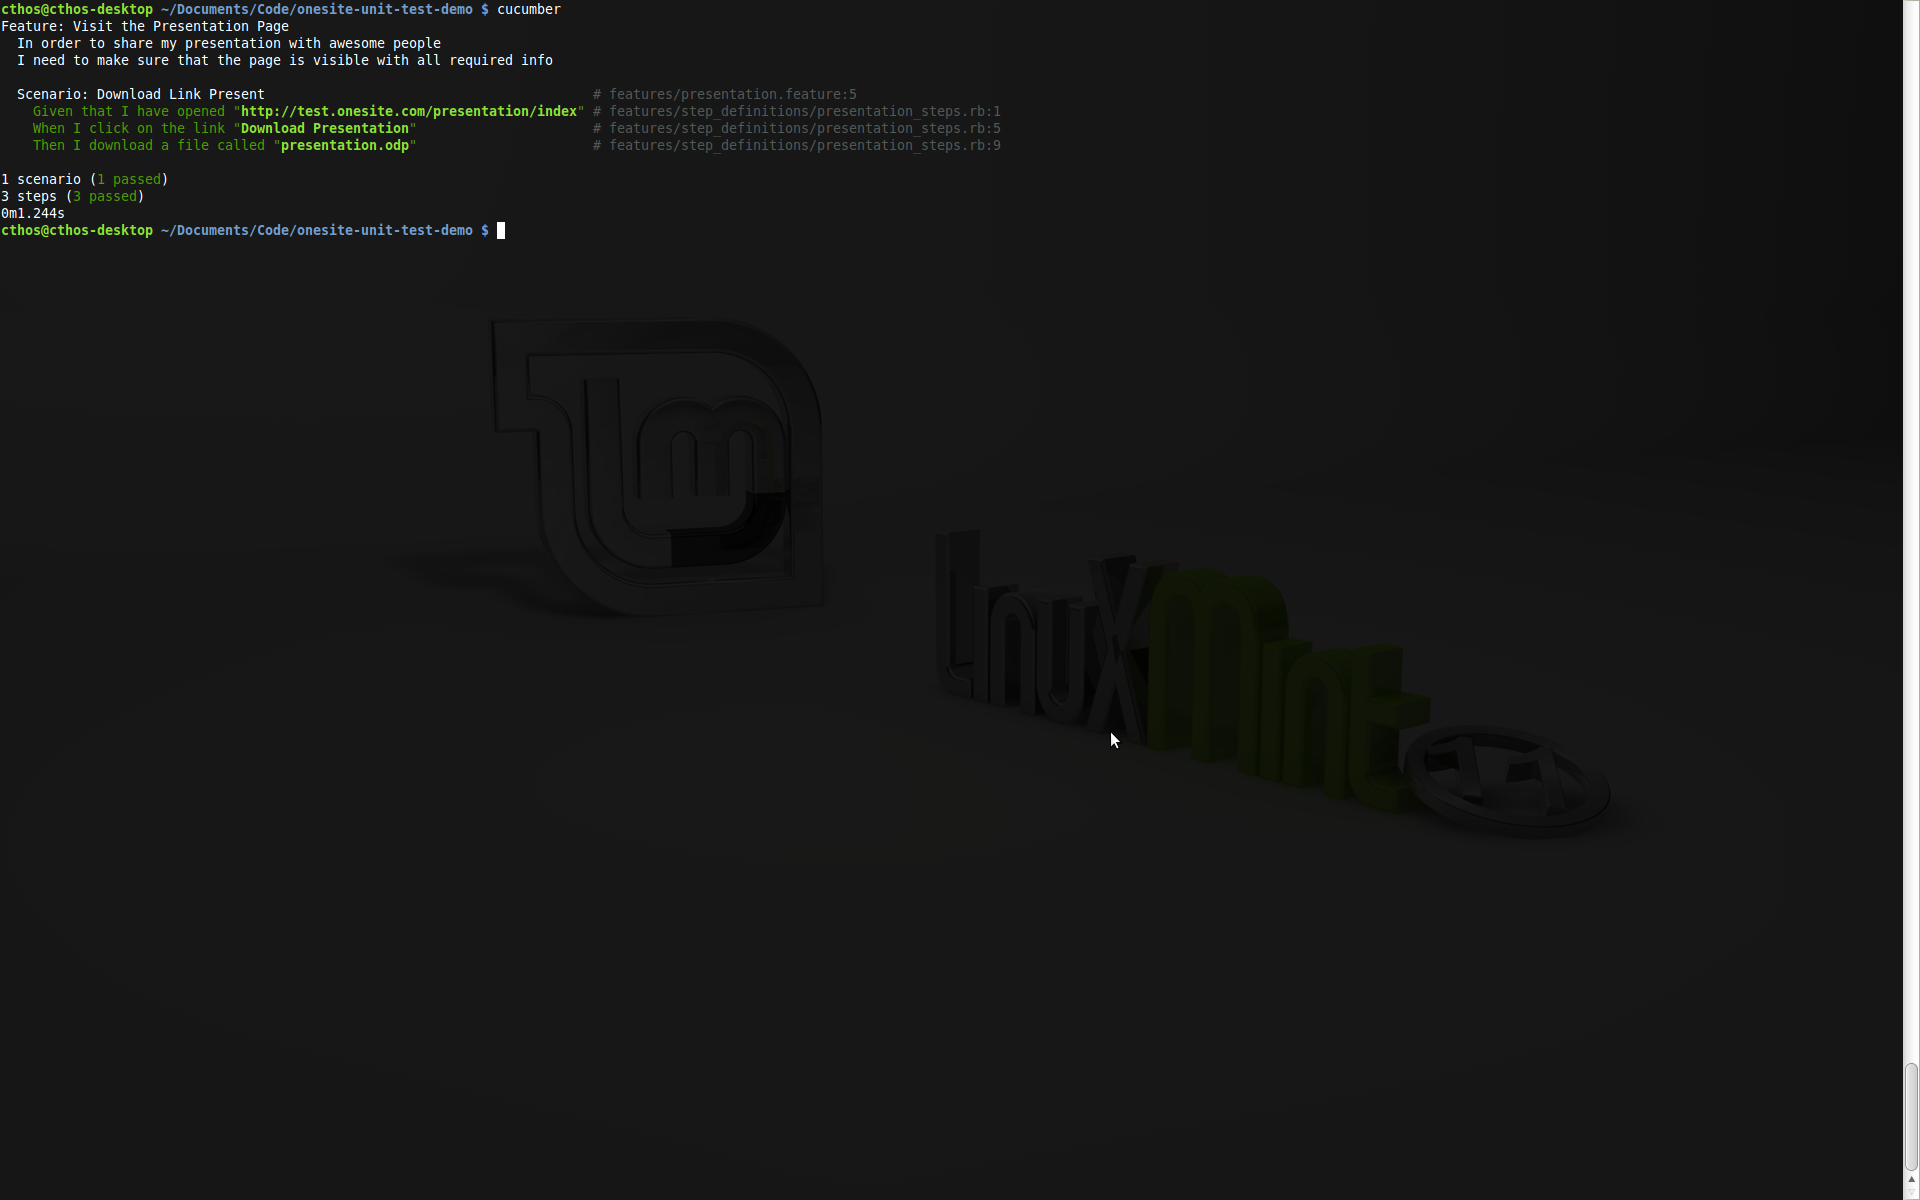 cthos@cthos-desktop ~/Documents/Code/onesite-unit-test-demo $ cucumber
Feature: Visit the Presentation Page
  In order to share my presentation with awesome people
  I need to make sure that the page is visible with all required info

  Scenario: Download Link Present                                         # features/presentation.feature:5
    Given that I have opened "http://test.onesite.com/presentation/index" # features/step_definitions/presentation_steps.rb:1
    When I click on the link "Download Presentation"                      # features/step_definitions/presentation_steps.rb:5
    Then I download a file called "presentation.odp"                      # features/step_definitions/presentation_steps.rb:9

1 scenario (1 passed)
3 steps (3 passed)
0m1.244s
cthos@cthos-desktop ~/Documents/Code/onesite-unit-test-demo $
lm
LinuxMint 11